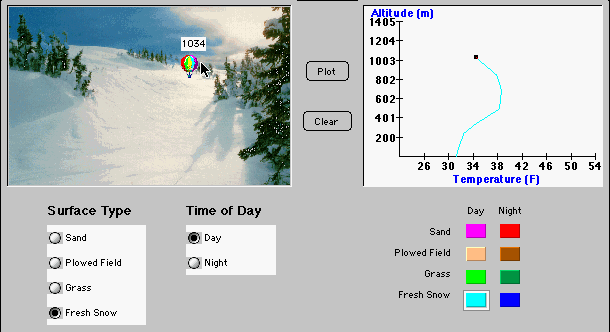 1034
Plot
Clear
Altitude (m)
1405
1204
1003
802
602
401
200
26 30 34 38 42 46 50 54
Temperature (F)
Surface Type
Sand
Plowed Field
Grass
Fresh Snow
Time of Day
Day
Night
Day Night
Sand
Plowed Field
Grass
Fresh Snow